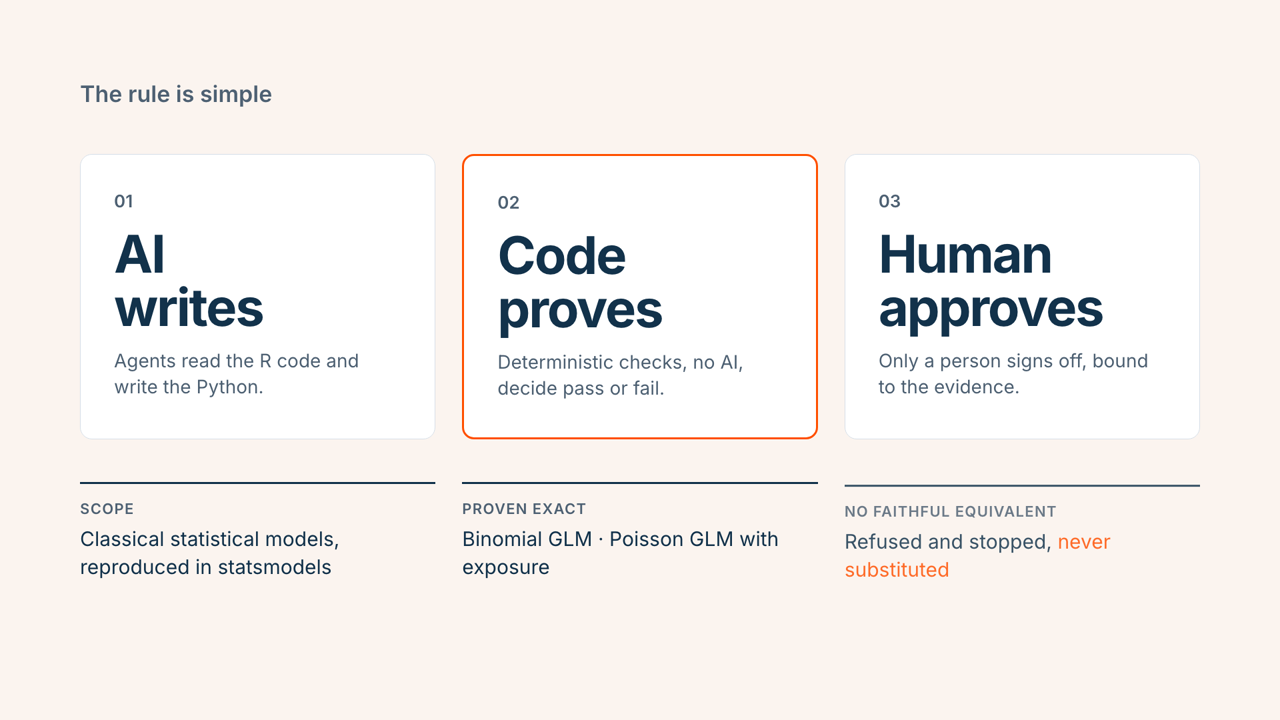 The rule is simple
01
AI
writes
Agents read the R code and
write the Python.
02
Code
proves
Deterministic checks, no AI,
decide pass or fail.
03
Human
approves
Only a person signs off, bound
to the evidence.
SCOPE
Classical statistical models,
reproduced in statsmodels
PROVEN EXACT
Binomial GLM · Poisson GLM with
exposure
NO FAITHFUL EQUIVALENT
Refused and stopped, never
substituted